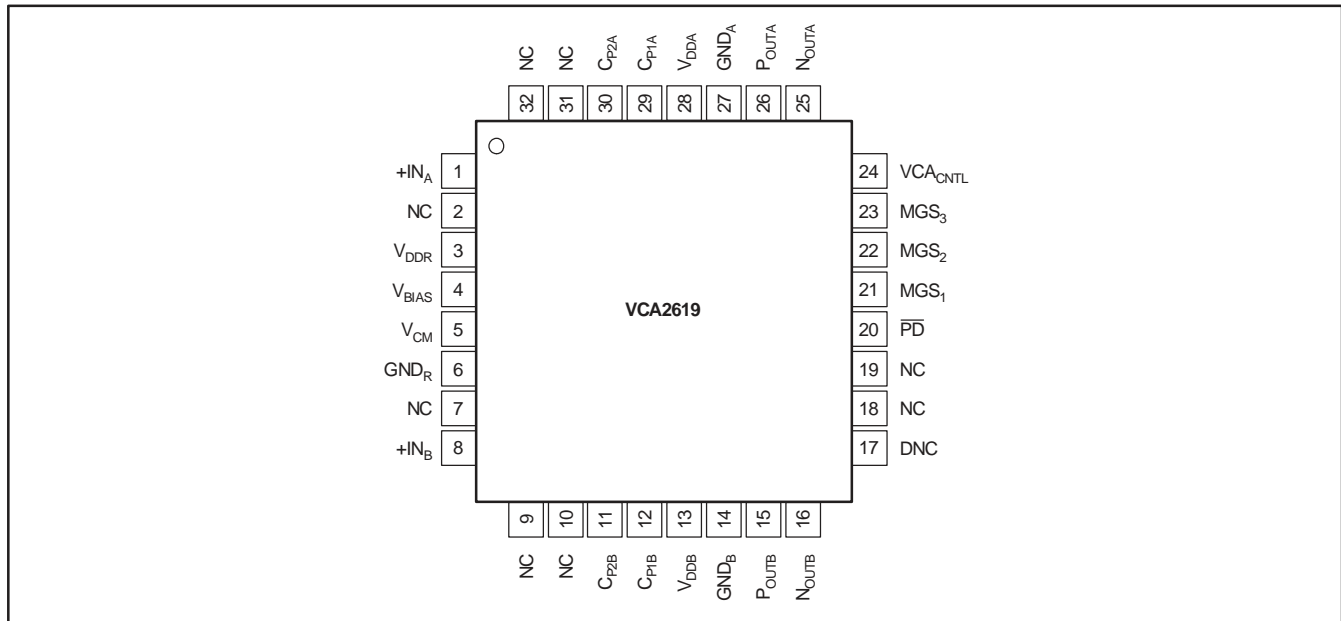 NC NC CP2A CP1A VDDA GNDA POUTA NOUTA
32 31 30 29 28 27 26 25
+INA 1 24 VCACNTL
NC 2 23 MGS3
VDDR 3 22 MGS2
VBIAS 4 21 MGS1
VCA2619
VCM 5 20 P̅D̅
GNDR 6 19 NC
NC 7 18 NC
+INB 8 17 DNC
9 10 11 12 13 14 15 16
NC NC CP2B CP1B VDDB GNDB POUTB NOUTB